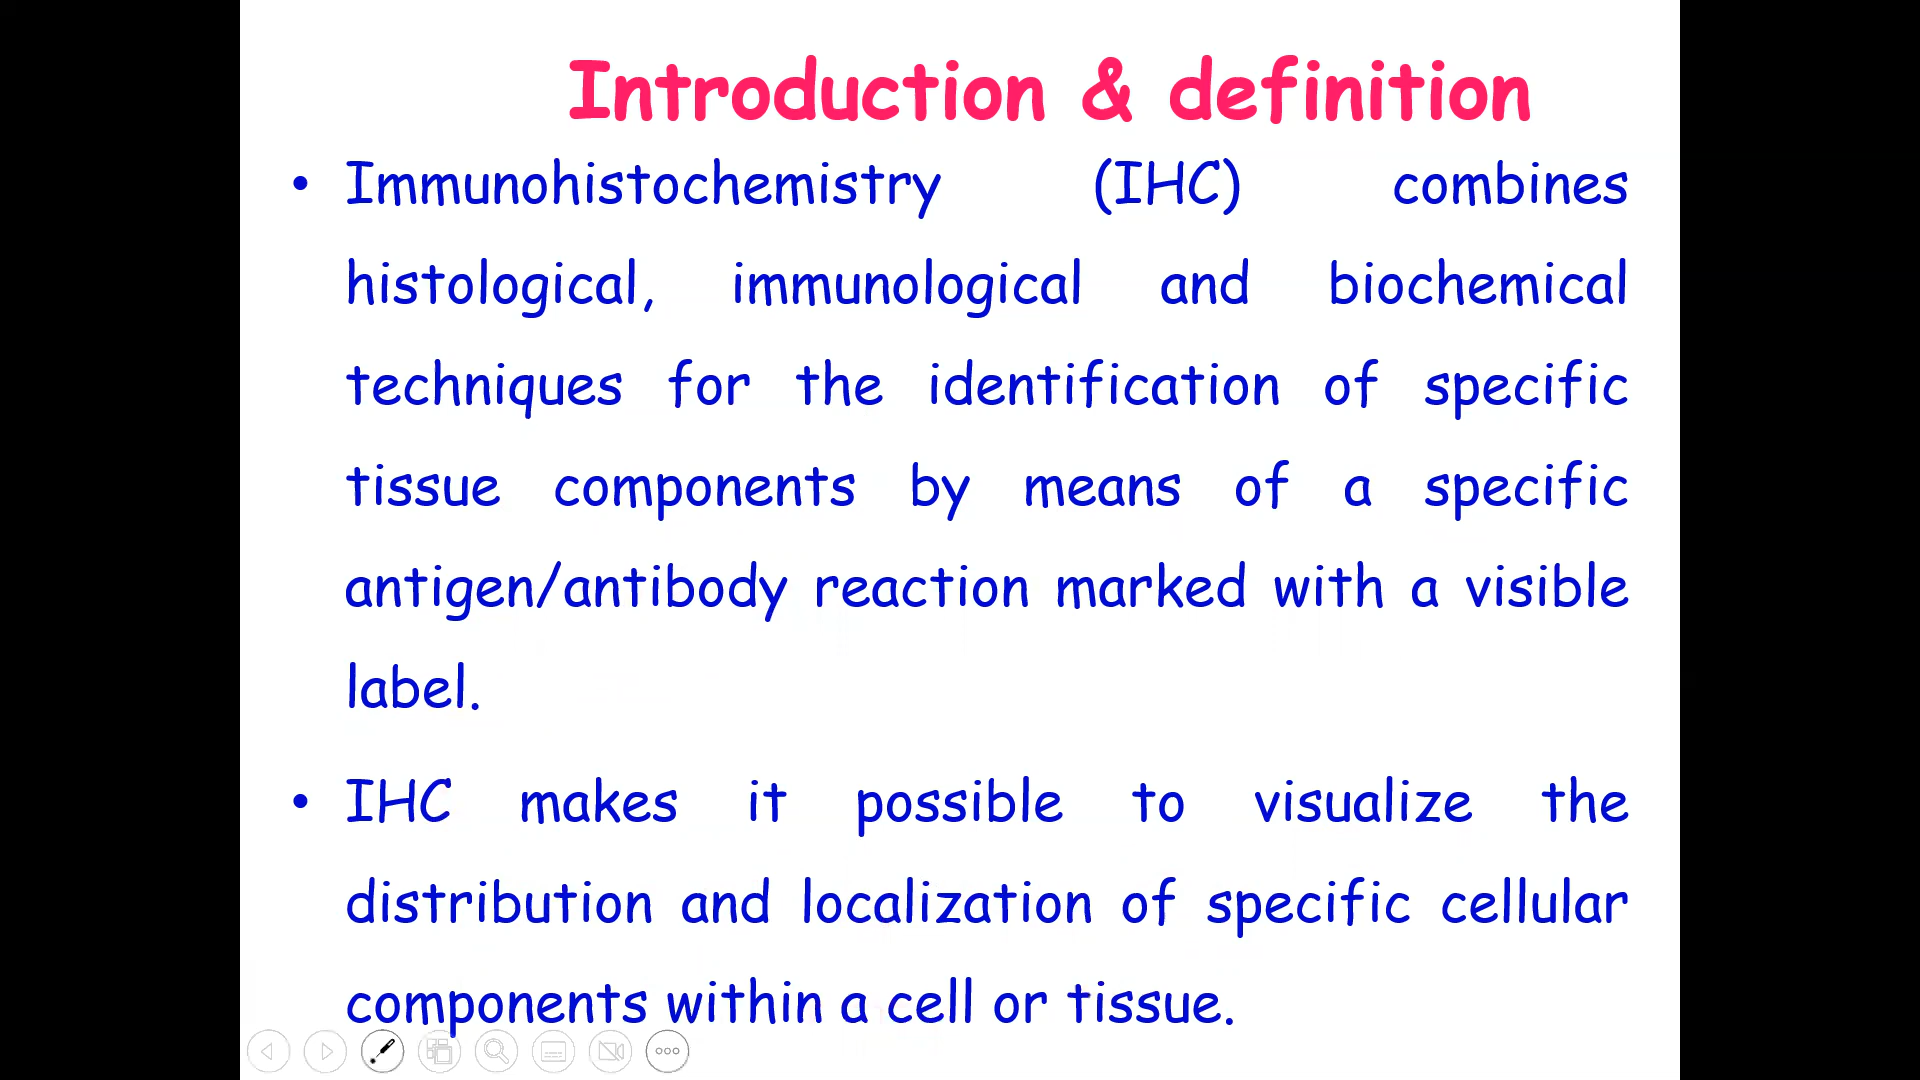 Introduction & definition
• Immunohistochemistry (IHC) combines
histological, immunological and biochemical
techniques for the identification of specific
tissue components by means of a specific
antigen/antibody reaction marked with a visible
label.
• IHC makes it possible to visualize the
distribution and localization of specific cellular
components within a cell or tissue.